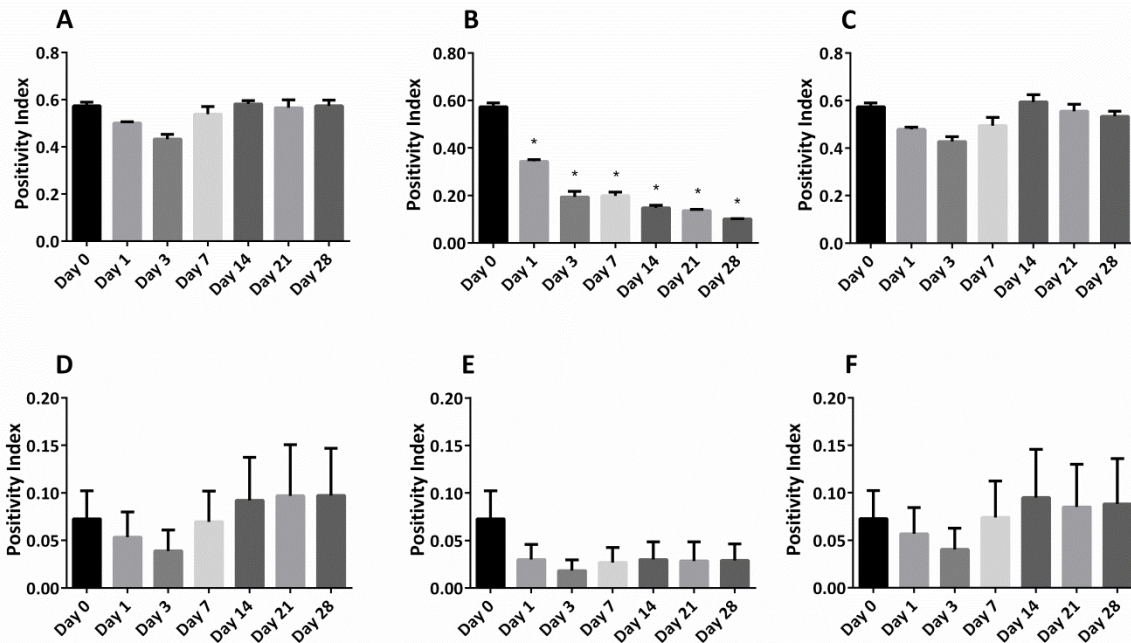 A
B
C
Positivity Index
0.8
0.6
0.4
0.2
0.0
Day 0
Day 1
Day 3
Day 7
Day 14
Day 21
Day 28
Positivity Index
0.80
0.60
0.40
0.20
0.00
*
*
*
*
*
*
Day 0
Day 1
Day 3
Day 7
Day 14
Day 21
Day 28
Positivity Index
0.8
0.6
0.4
0.2
0.0
Day 0
Day 1
Day 3
Day 7
Day 14
Day 21
Day 28
D
E
F
Positivity Index
0.20
0.15
0.10
0.05
0.00
Day 0
Day 1
Day 3
Day 7
Day 14
Day 21
Day 28
Positivity Index
0.20
0.15
0.10
0.05
0.00
Day 0
Day 1
Day 3
Day 7
Day 14
Day 21
Day 28
Positivity Index
0.20
0.15
0.10
0.05
0.00
Day 0
Day 1
Day 3
Day 7
Day 14
Day 21
Day 28